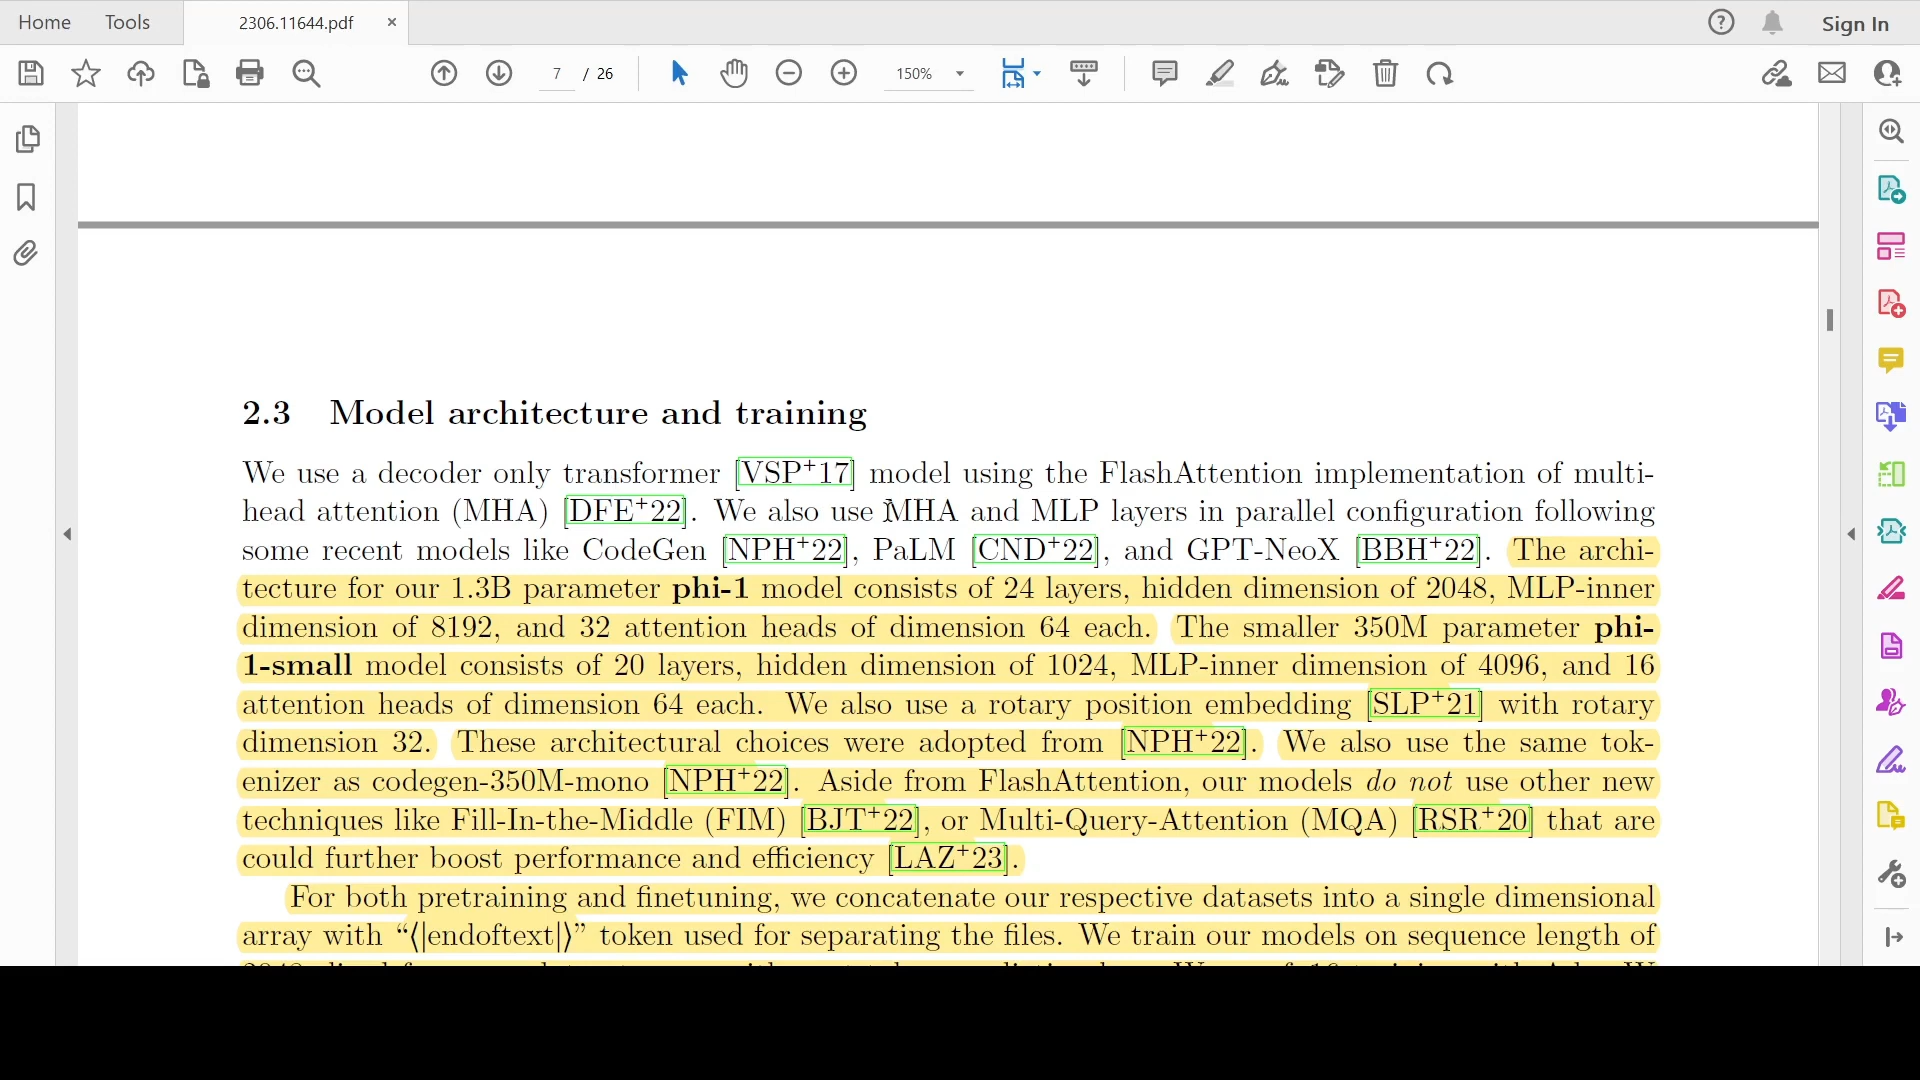 Home Tools 2306.11644.pdf × Sign In
7 / 26 150%
2.3 Model architecture and training
We use a decoder only transformer [VSP+17] model using the FlashAttention implementation of multi-
head attention (MHA) [DFE+22]. We also use MHA and MLP layers in parallel configuration following
some recent models like CodeGen [NPH+22], PaLM [CND+22], and GPT-NeoX [BBH+22]. The archi-
tecture for our 1.3B parameter phi-1 model consists of 24 layers, hidden dimension of 2048, MLP-inner
dimension of 8192, and 32 attention heads of dimension 64 each. The smaller 350M parameter phi-
1-small model consists of 20 layers, hidden dimension of 1024, MLP-inner dimension of 4096, and 16
attention heads of dimension 64 each. We also use a rotary position embedding [SLP+21] with rotary
dimension 32. These architectural choices were adopted from [NPH+22]. We also use the same tok-
enizer as codegen-350M-mono [NPH+22]. Aside from FlashAttention, our models do not use other new
techniques like Fill-In-the-Middle (FIM) [BJT+22], or Multi-Query-Attention (MQA) [RSR+20] that are
could further boost performance and efficiency [LAZ+23].
For both pretraining and finetuning, we concatenate our respective datasets into a single dimensional
array with “⟨|endoftext|⟩” token used for separating the files. We train our models on sequence length of